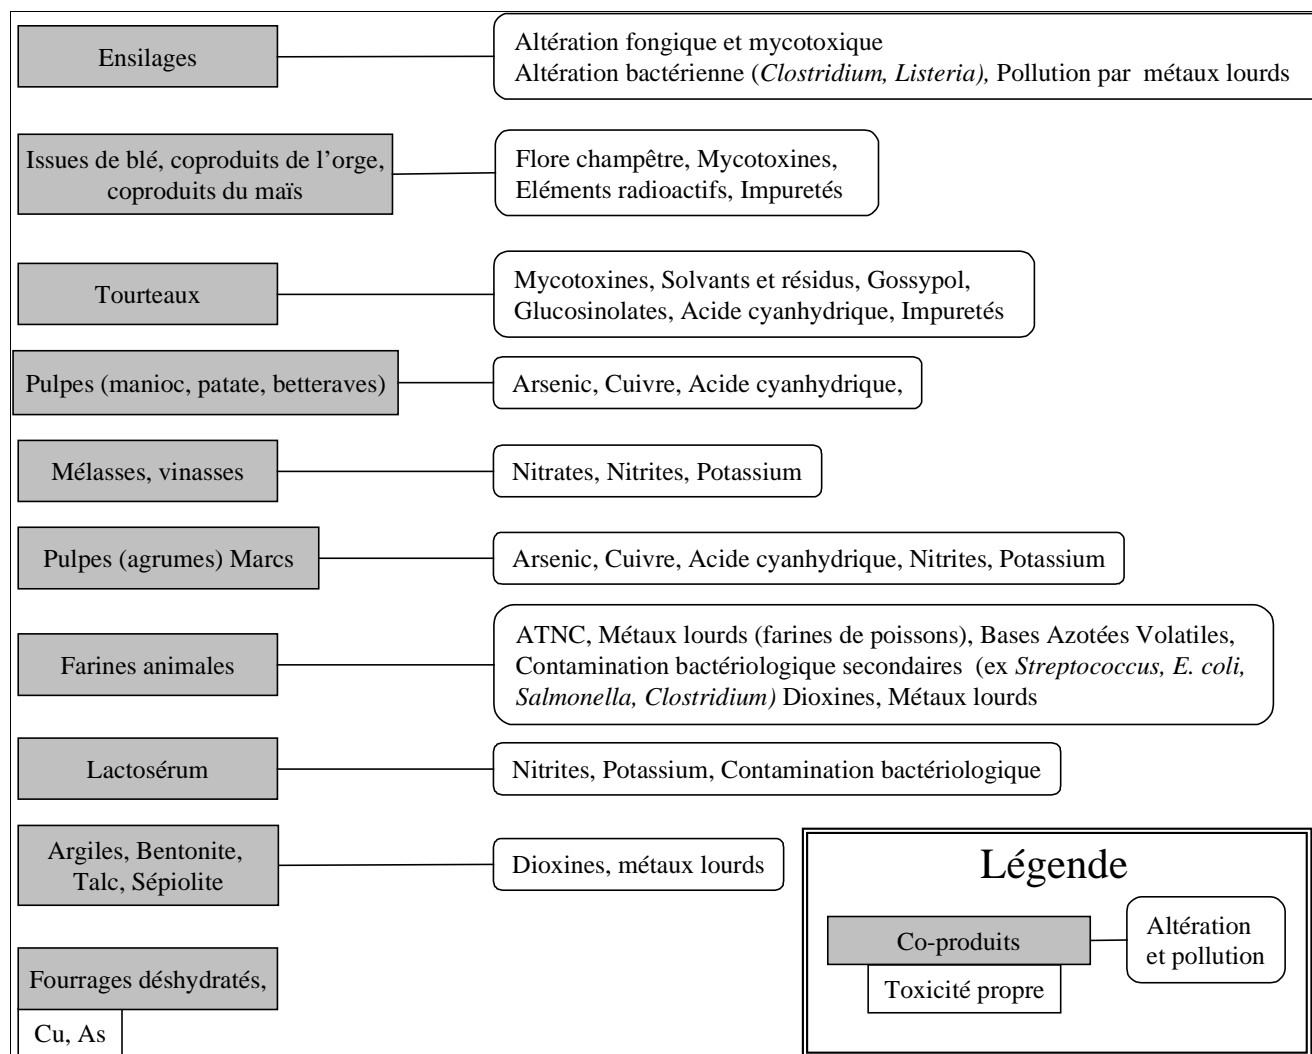 Ensilages
Altération fongique et mycotoxique
Altération bactérienne (Clostridium, Listeria), Pollution par métaux lourds
Issues de blé, coproduits de l’orge,
coproduits du maïs
Flore champêtre, Mycotoxines,
Eléments radioactifs, Impuretés
Tourteaux
Mycotoxines, Solvants et résidus, Gossypol,
Glucosinolates, Acide cyanhydrique, Impuretés
Pulpes (manioc, patate, betteraves)
Arsenic, Cuivre, Acide cyanhydrique,
Mélasses, vinasses
Nitrates, Nitrites, Potassium
Pulpes (agrumes) Marcs
Arsenic, Cuivre, Acide cyanhydrique, Nitrites, Potassium
Farines animales
ATNC, Métaux lourds (farines de poissons), Bases Azotées Volatiles,
Contamination bactériologique secondaires (ex Streptococcus, E. coli,
Salmonella, Clostridium) Dioxines, Métaux lourds
Lactosérum
Nitrites, Potassium, Contamination bactériologique
Argiles, Bentonite,
Talc, Sépiolite
Dioxines, métaux lourds
Fourrages déshydratés,
Cu, As
Légende
Co-produits
Altération
et pollution
Toxicité propre